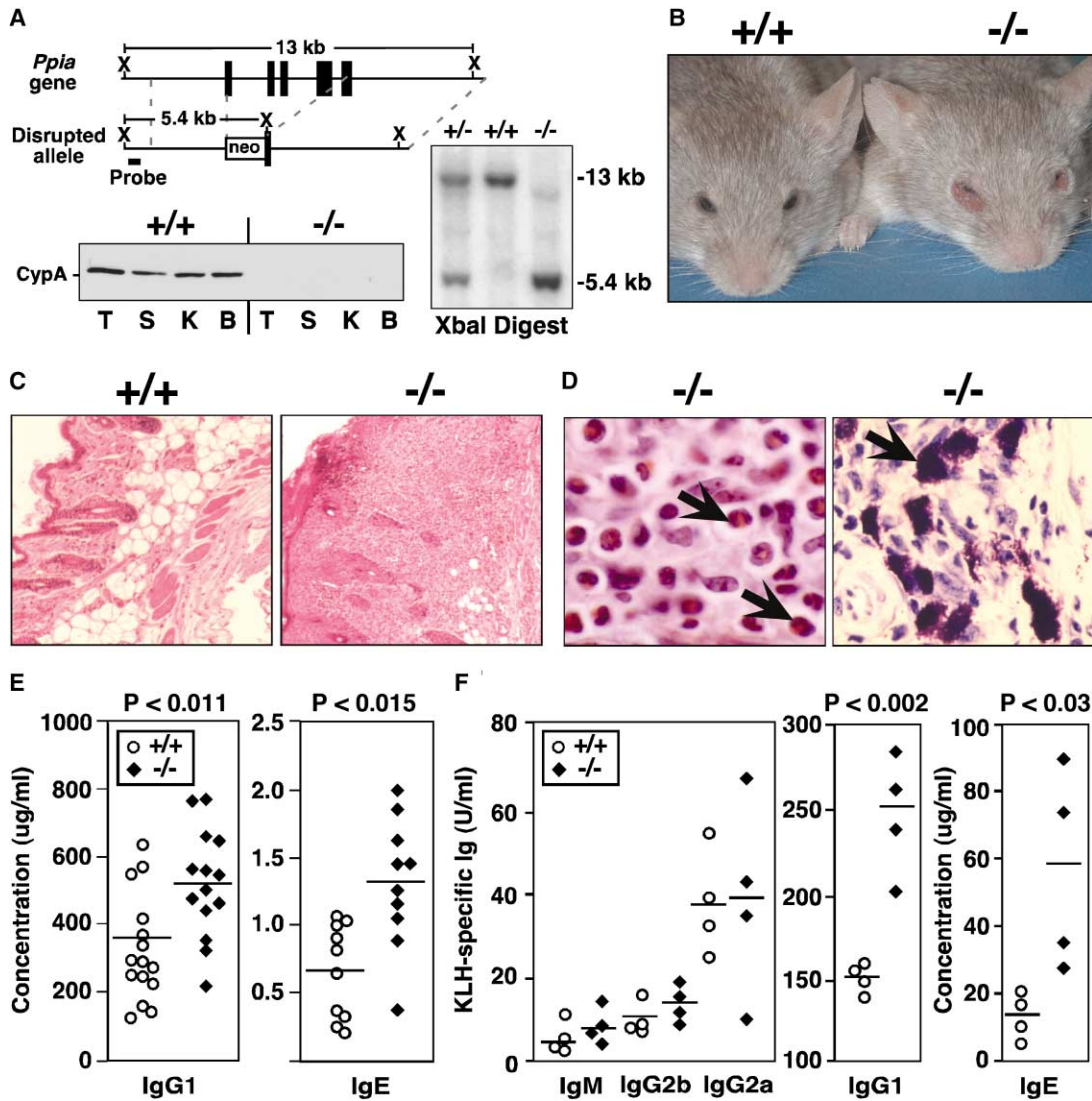 A
13 kb
X X
Ppia
gene
5.4 kb X
X X
Disrupted
allele
neo
Probe
+/- +/+ -/-
-13 kb
-5.4 kb
XbaI Digest
+/+ -/-
CypA -
T S K B T S K B
B
+/+ -/-
C
+/+ -/-
D
-/- -/-
E
P < 0.011 P < 0.015
Concentration (ug/ml)
1000
800
600
400
200
0
+/+
-/-
IgG1
2.5
2.0
1.5
1.0
0.5
IgE
F
KLH-specific Ig (U/ml)
80
60
40
20
0
+/+
-/-
IgM IgG2b IgG2a
P < 0.002
300
250
150
100
IgG1
P < 0.03
Concentration (ug/ml)
100
80
60
40
20
0
IgE